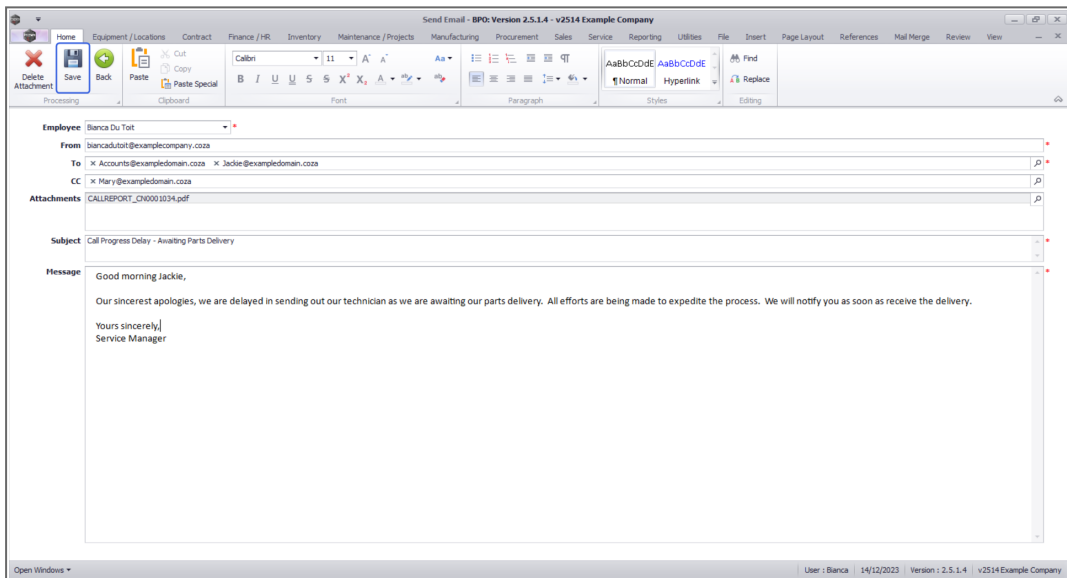 Send Email - BPO: Version 2.5.1.4 - v2514 Example Company
Home Equipment / Locations Contract Finance / HR Inventory Maintenance / Projects Manufacturing Procurement Sales Service Reporting Utilities File Insert Page Layout References Mail Merge Review View
Delete Attachment
Save
Back
Paste
Cut
Copy
Paste Special
Calibri 11
AaBbCcDdE AaBbCcDdE
¶ Normal Hyperlink
Find
Replace
Processing Clipboard Font Paragraph Styles Editing
Employee Bianca Du Toit *
From biancadutoit@examplecompany.coza *
To × Accounts@exampledomain.coza × Jackie@exampledomain.coza *
CC × Mary@exampledomain.coza
Attachments CALLREPORT_CN0001034.pdf
Subject Call Progress Delay - Awaiting Parts Delivery *
Message *
Good morning Jackie,
Our sincerest apologies, we are delayed in sending out our technician as we are awaiting our parts delivery. All efforts are being made to expedite the process. We will notify you as soon as receive the delivery.
Yours sincerely,
Service Manager
Open Windows User : Bianca 14/12/2023 Version : 2.5.1.4 v2514 Example Company